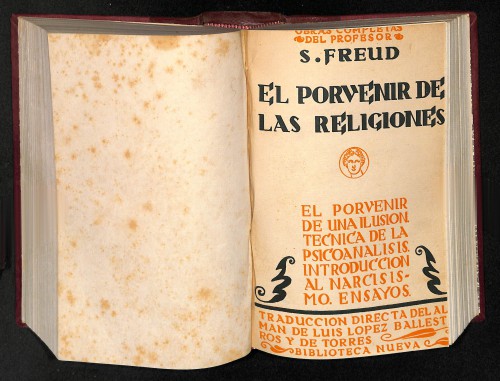 OBRAS COMPLETAS
DEL PROFESOR
S. FREUD
EL PORVENIR DE
LAS RELIGIONES
EL PORVENIR
DE UNA ILUSION.
TECNICA DE LA
PSICOANALISIS.
INTRODUCCION
AL NARCISIS-
MO. ENSAYOS.
TRADUCCION DIRECTA DEL AL
MAN DE LUIS LOPEZ BALLEST
ROS Y DE TORRES
BIBLIOTECA NUEVA